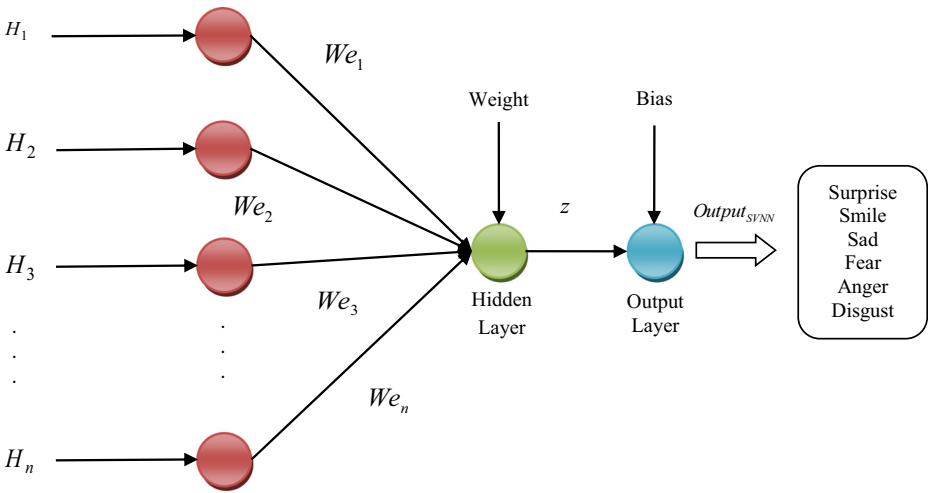 H₁
We₁
Weight
Bias
H₂
We₂
z
Output_SVNN
Surprise
Smile
Sad
Fear
Anger
Disgust
H₃
We₃
Hidden
Layer
Output
Layer
.
.
.
.
.
.
Weₙ
Hₙ